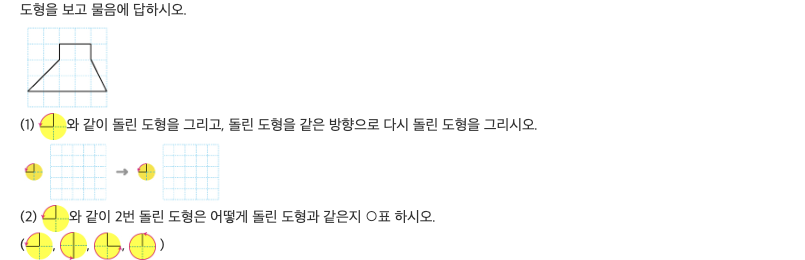 도형을 보고 물음에 답하시오.
(1) 와 같이 돌린 도형을 그리고, 돌린 도형을 같은 방향으로 다시 돌린 도형을 그리시오.
→
(2) 와 같이 2번 돌린 도형은 어떻게 돌린 도형과 같은지 ○표 하시오.
( , , , )